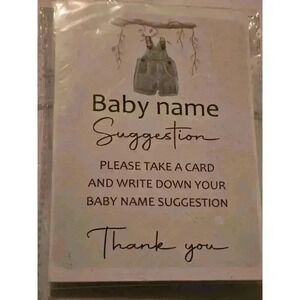 Baby name
Suggestion
PLEASE TAKE A CARD
AND WRITE DOWN YOUR
BABY NAME SUGGESTION
Thank you